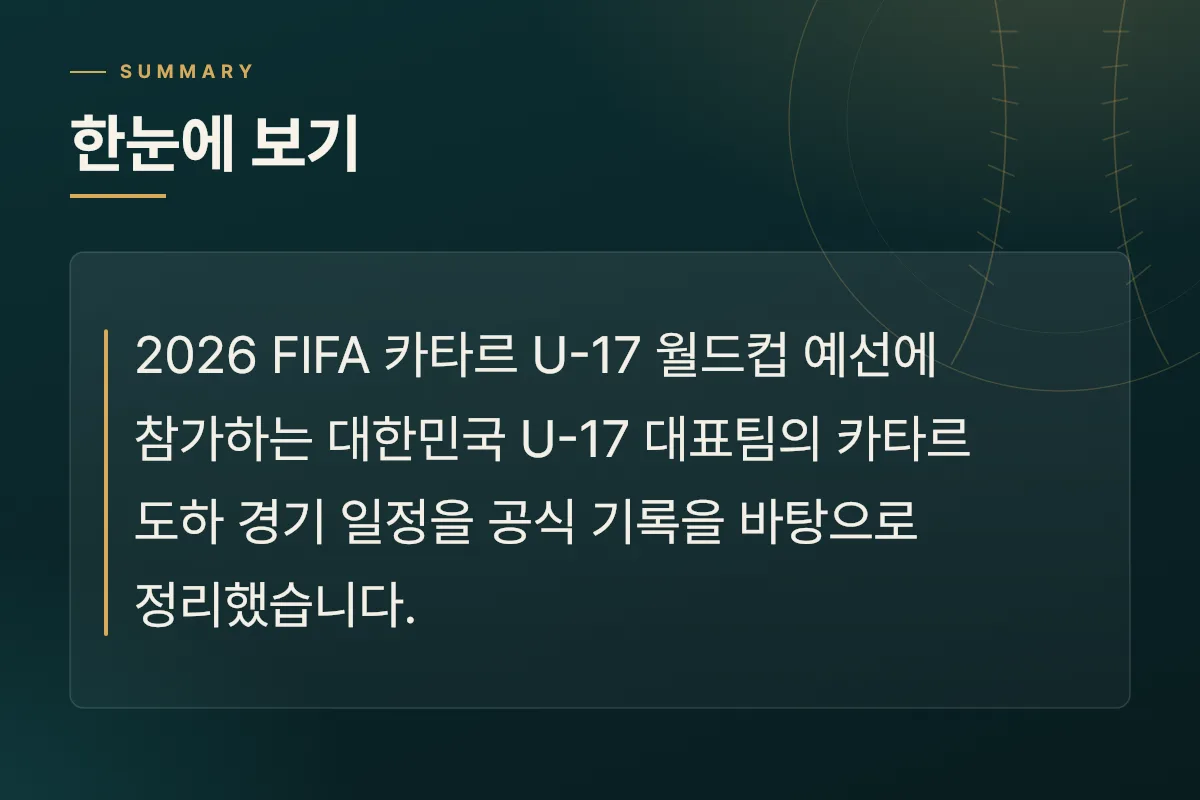 SUMMARY
한눈에 보기
2026 FIFA 카타르 U-17 월드컵 예선에
참가하는 대한민국 U-17 대표팀의 카타르
도하 경기 일정을 공식 기록을 바탕으로
정리했습니다.